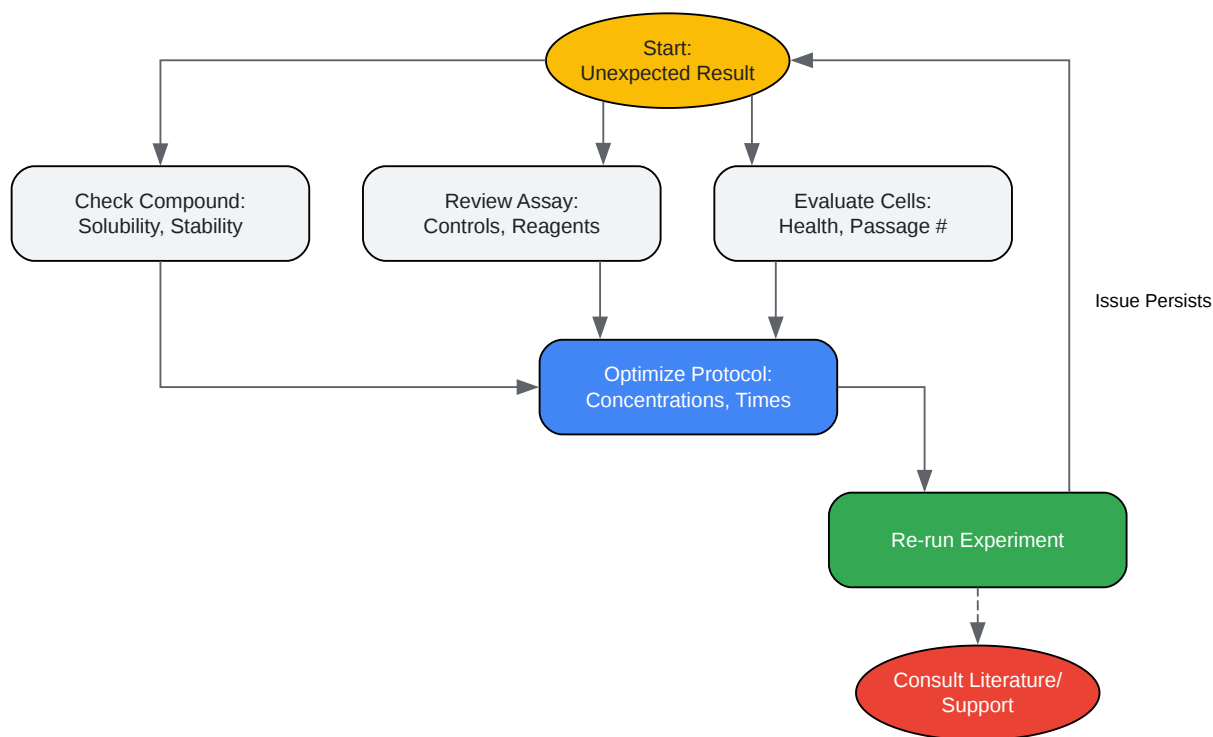 Start:
Unexpected Result
Check Compound:
Solubility, Stability
Review Assay:
Controls, Reagents
Evaluate Cells:
Health, Passage #
Issue Persists
Optimize Protocol:
Concentrations, Times
Re-run Experiment
Consult Literature/
Support